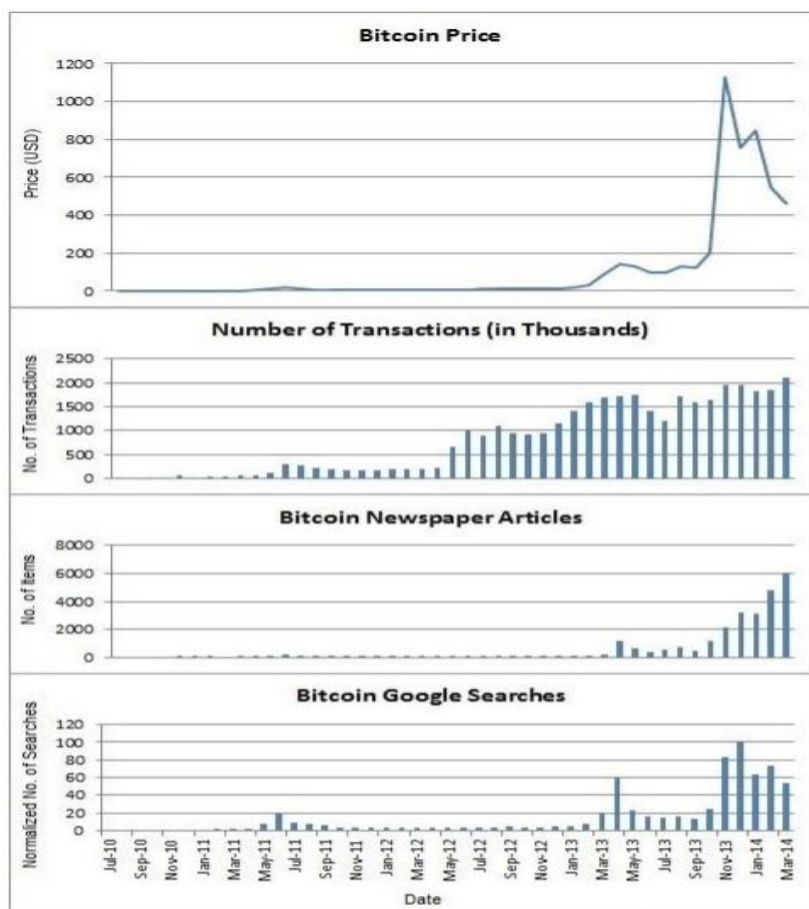 Bitcoin Price
Price (USD)
1200
1000
800
600
400
200
0
Number of Transactions (in Thousands)
No. of Transactions
2500
2000
1500
1000
500
0
Bitcoin Newspaper Articles
No. of Items
8000
6000
4000
2000
0
Bitcoin Google Searches
Normalized No. of Searches
120
100
80
60
40
20
0
Jul-10
Sep-10
Nov-10
Jan-11
Mar-11
May-11
Jul-11
Sep-11
Nov-11
Jan-12
Mar-12
May-12
Jul-12
Sep-12
Nov-12
Jan-13
Mar-13
May-13
Jul-13
Sep-13
Nov-13
Jan-14
Mar-14
Date